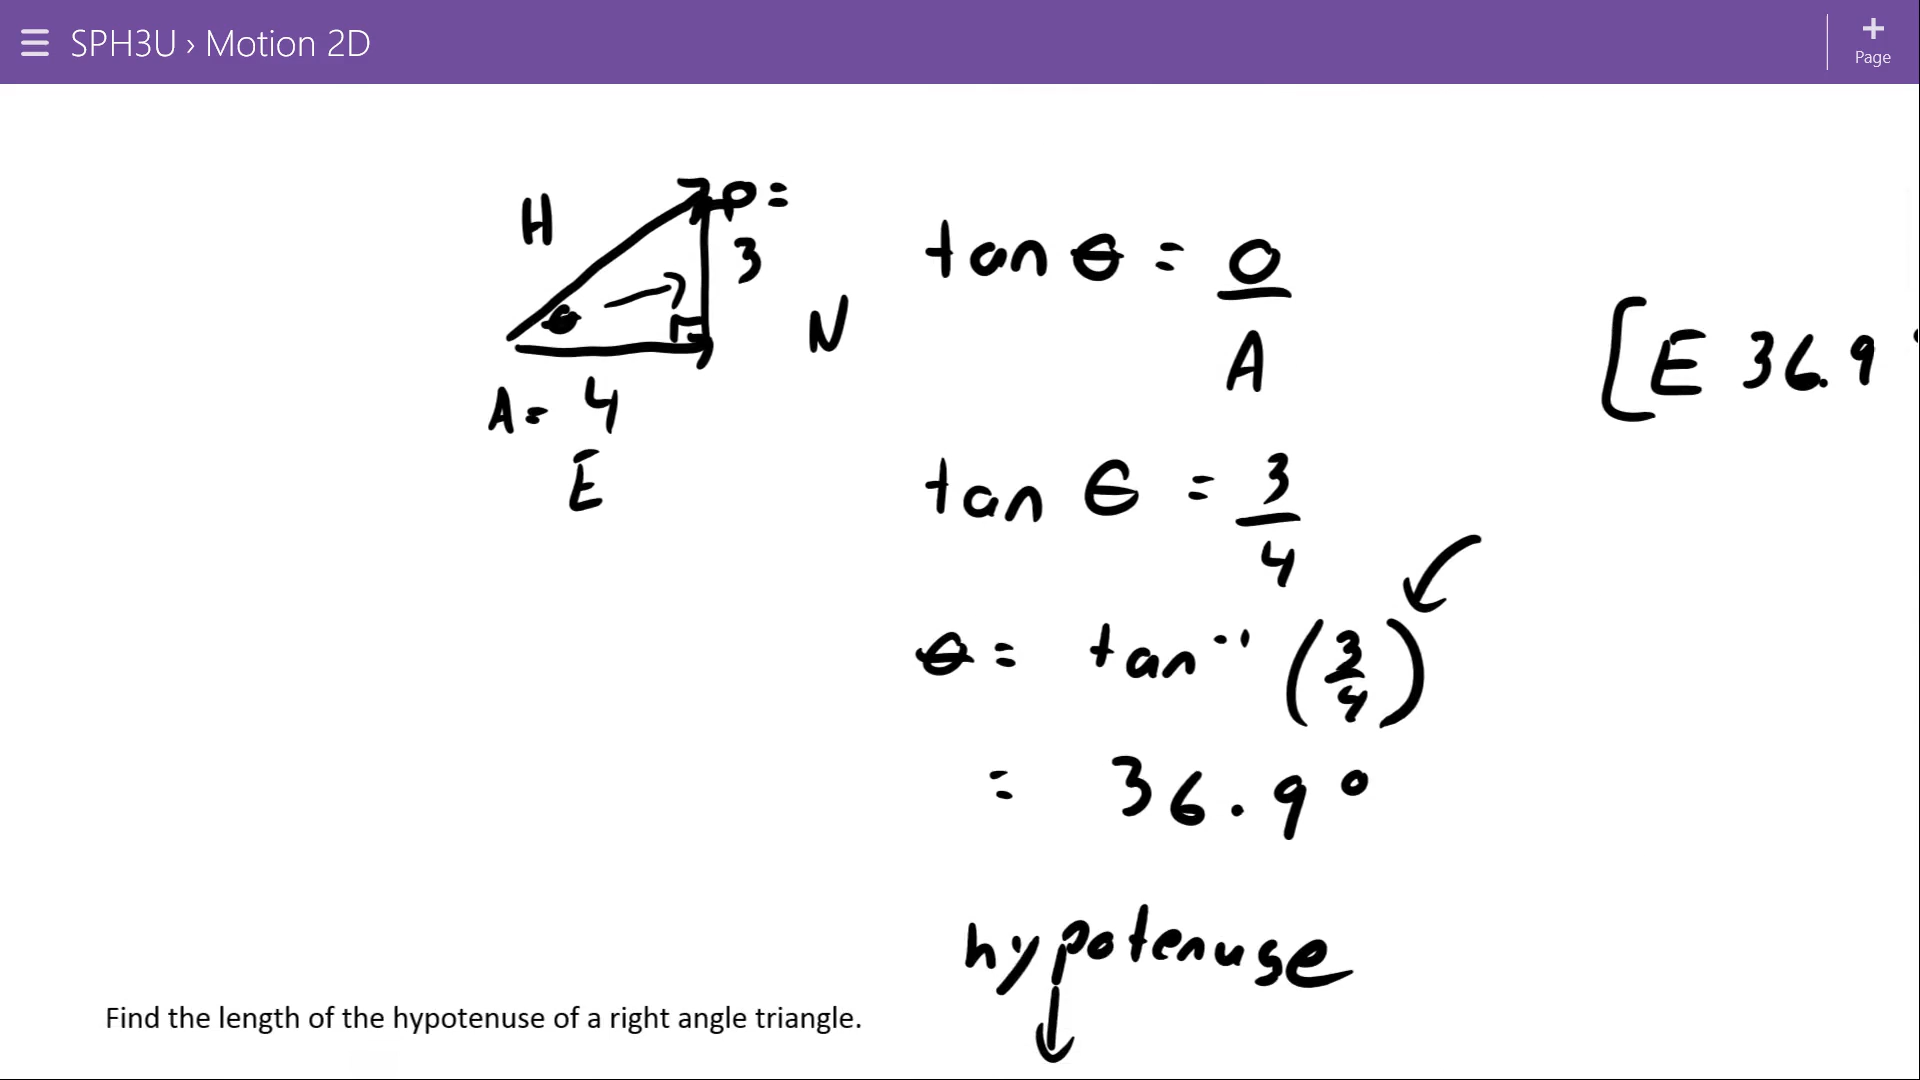 SPH3U › Motion 2D
Page
H
P =
3
N
A = 4
E
tan θ = O
A
[E 36.9°
tan θ = 3
4
θ = tan⁻¹ (3/4)
= 36.9°
hypotenuse
Find the length of the hypotenuse of a right angle triangle.